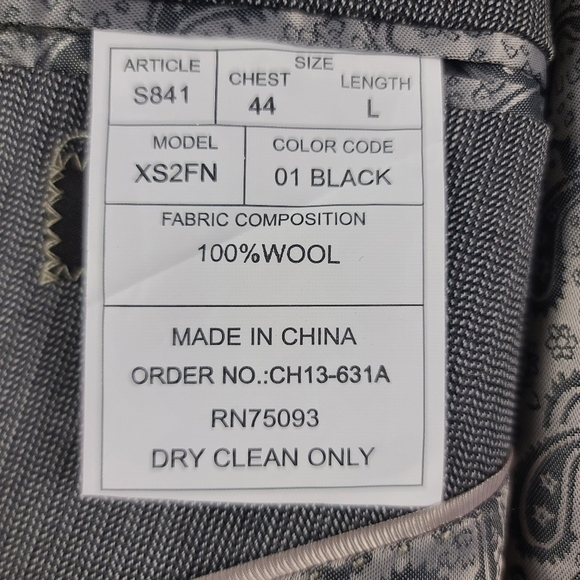 ARTICLE
S841
SIZE
CHEST
44
LENGTH
L
MODEL
XS2FN
COLOR CODE
01 BLACK
FABRIC COMPOSITION
100%WOOL
MADE IN CHINA
ORDER NO.:CH13-631A
RN75093
DRY CLEAN ONLY